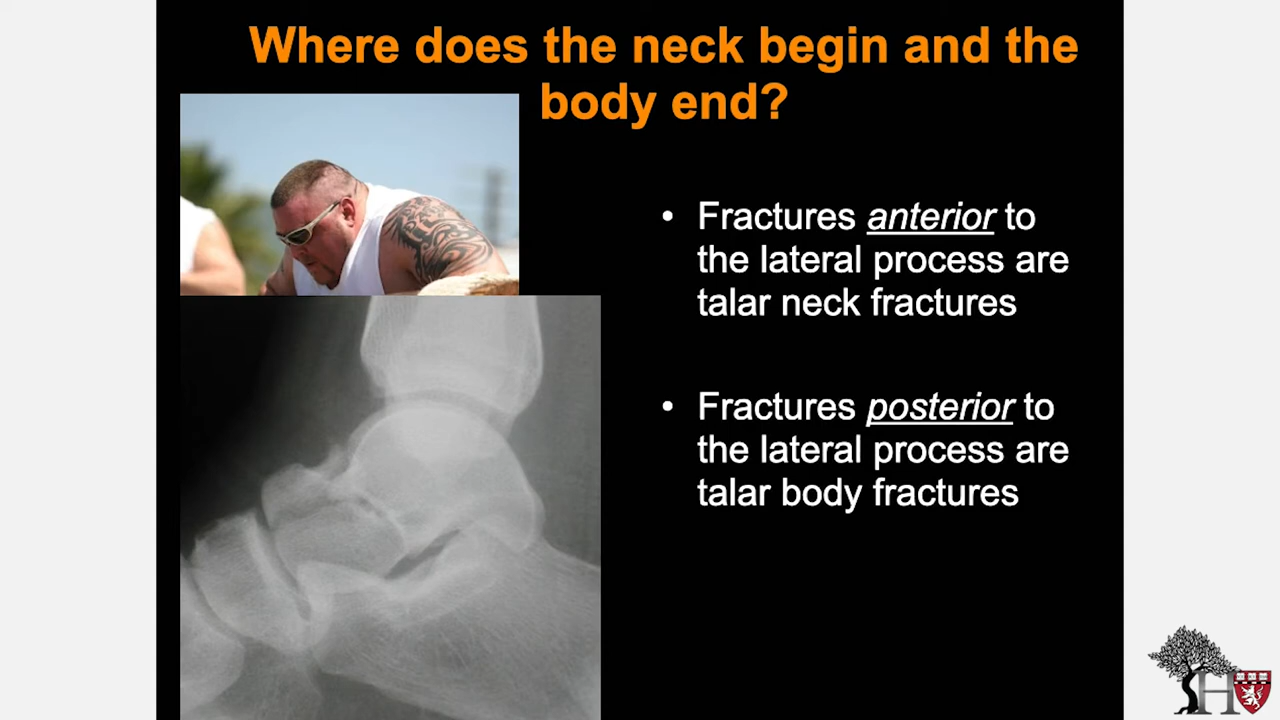 Where does the neck begin and the
body end?
• Fractures anterior to
the lateral process are
talar neck fractures
• Fractures posterior to
the lateral process are
talar body fractures
H